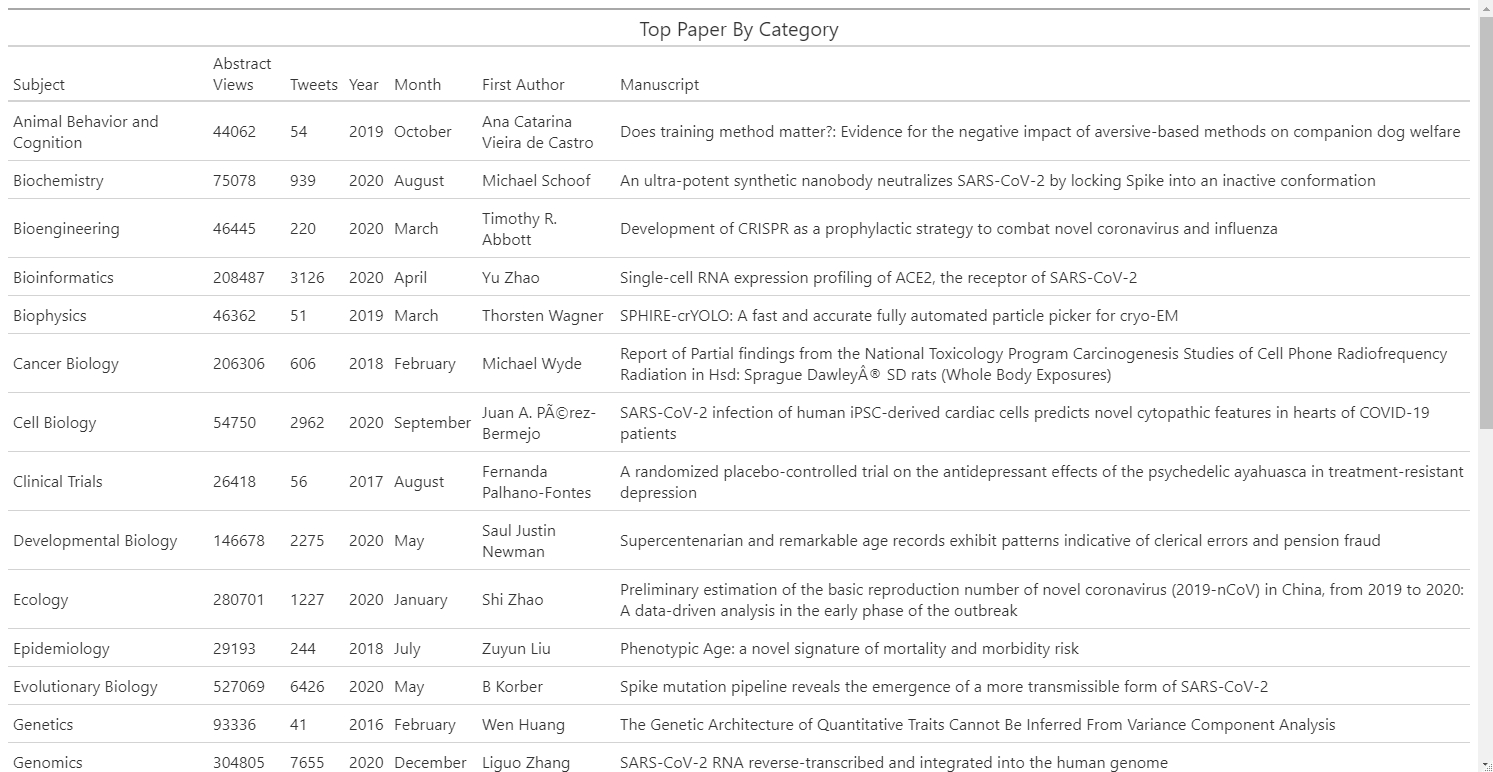 Top Paper By Category
Subject Abstract Views Tweets Year Month First Author Manuscript
Animal Behavior and Cognition 44062 54 2019 October Ana Catarina Vieira de Castro Does training method matter?: Evidence for the negative impact of aversive-based methods on companion dog welfare
Biochemistry 75078 939 2020 August Michael Schoof An ultra-potent synthetic nanobody neutralizes SARS-CoV-2 by locking Spike into an inactive conformation
Bioengineering 46445 220 2020 March Timothy R. Abbott Development of CRISPR as a prophylactic strategy to combat novel coronavirus and influenza
Bioinformatics 208487 3126 2020 April Yu Zhao Single-cell RNA expression profiling of ACE2, the receptor of SARS-CoV-2
Biophysics 46362 51 2019 March Thorsten Wagner SPHIRE-crYOLO: A fast and accurate fully automated particle picker for cryo-EM
Cancer Biology 206306 606 2018 February Michael Wyde Report of Partial findings from the National Toxicology Program Carcinogenesis Studies of Cell Phone Radiofrequency Radiation in Hsd: Sprague DawleyÂ® SD rats (Whole Body Exposures)
Cell Biology 54750 2962 2020 September Juan A. PÃ©rez-Bermejo SARS-CoV-2 infection of human iPSC-derived cardiac cells predicts novel cytopathic features in hearts of COVID-19 patients
Clinical Trials 26418 56 2017 August Fernanda Palhano-Fontes A randomized placebo-controlled trial on the antidepressant effects of the psychedelic ayahuasca in treatment-resistant depression
Developmental Biology 146678 2275 2020 May Saul Justin Newman Supercentenarian and remarkable age records exhibit patterns indicative of clerical errors and pension fraud
Ecology 280701 1227 2020 January Shi Zhao Preliminary estimation of the basic reproduction number of novel coronavirus (2019-nCoV) in China, from 2019 to 2020: A data-driven analysis in the early phase of the outbreak
Epidemiology 29193 244 2018 July Zuyun Liu Phenotypic Age: a novel signature of mortality and morbidity risk
Evolutionary Biology 527069 6426 2020 May B Korber Spike mutation pipeline reveals the emergence of a more transmissible form of SARS-CoV-2
Genetics 93336 41 2016 February Wen Huang The Genetic Architecture of Quantitative Traits Cannot Be Inferred From Variance Component Analysis
Genomics 304805 7655 2020 December Liguo Zhang SARS-CoV-2 RNA reverse-transcribed and integrated into the human genome